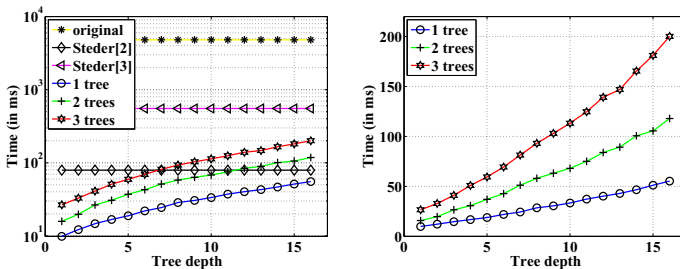 10^4
10^3
10^2
10^1
Time (in ms)
original
Steder[2]
Steder[3]
1 tree
2 trees
3 trees
0 5 10 15
Tree depth
200
150
100
50
0
Time (in ms)
1 tree
2 trees
3 trees
0 5 10 15
Tree depth